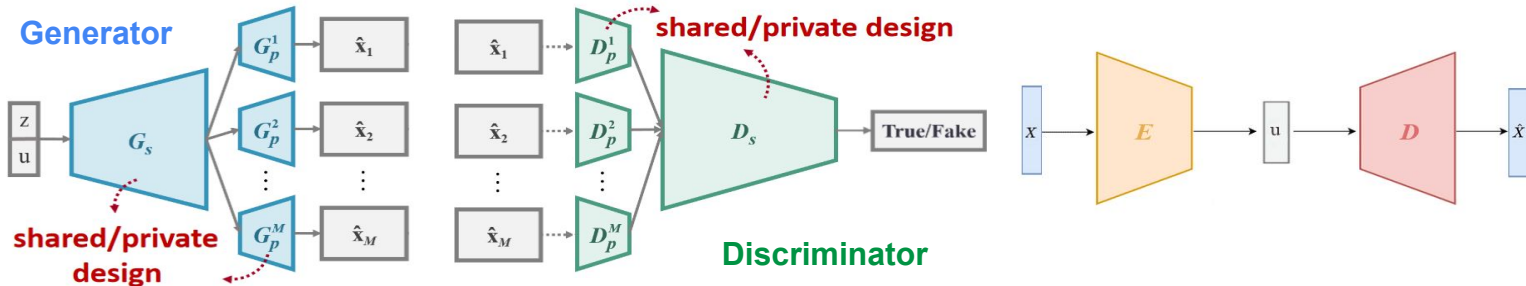 Generator
z
u
G_s
shared/private
design
G_p^1
G_p^2
⋮
G_p^M
x̂_1
x̂_2
⋮
x̂_M
x̂_1
x̂_2
⋮
x̂_M
D_p^1
D_p^2
⋮
D_p^M
shared/private design
D_s
True/Fake
Discriminator
x
E
u
D
x̂